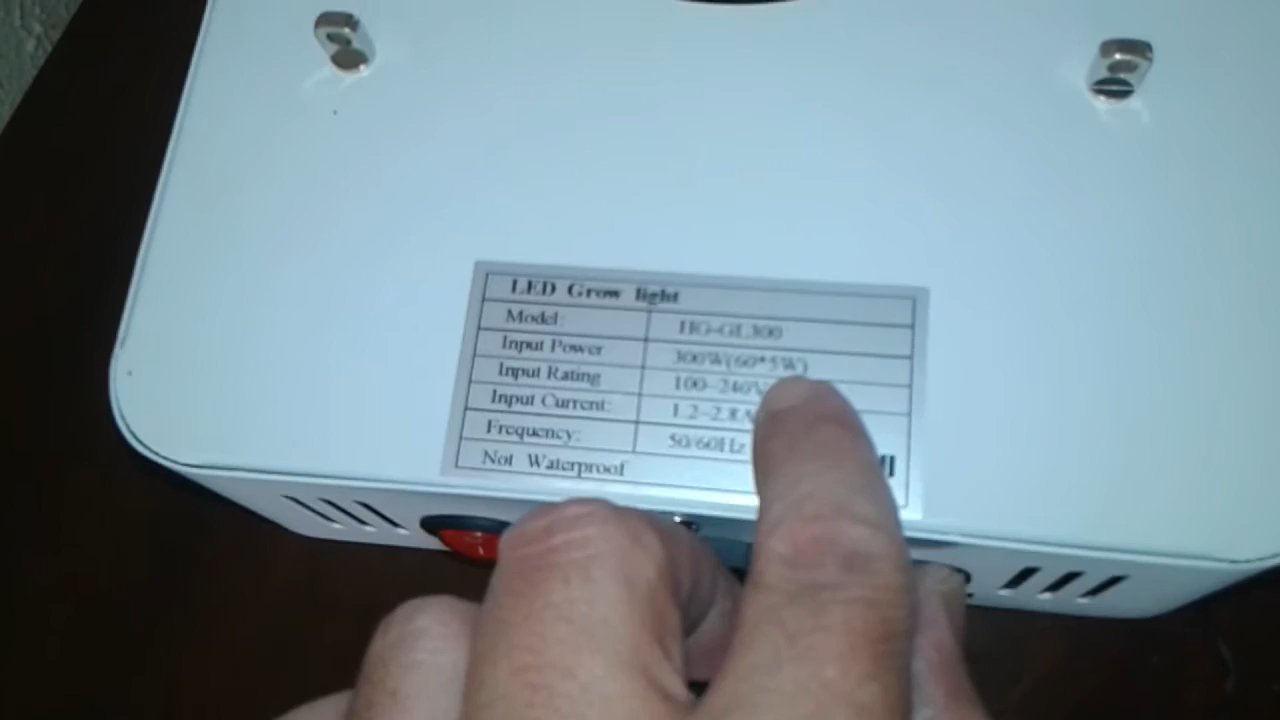 LED Grow light
Model: HG-GL300
Input Power 300W(60*5W)
Input Rating 100-240V
Input Current: 1.2-2.8A
Frequency: 50/60Hz
Not Waterproof